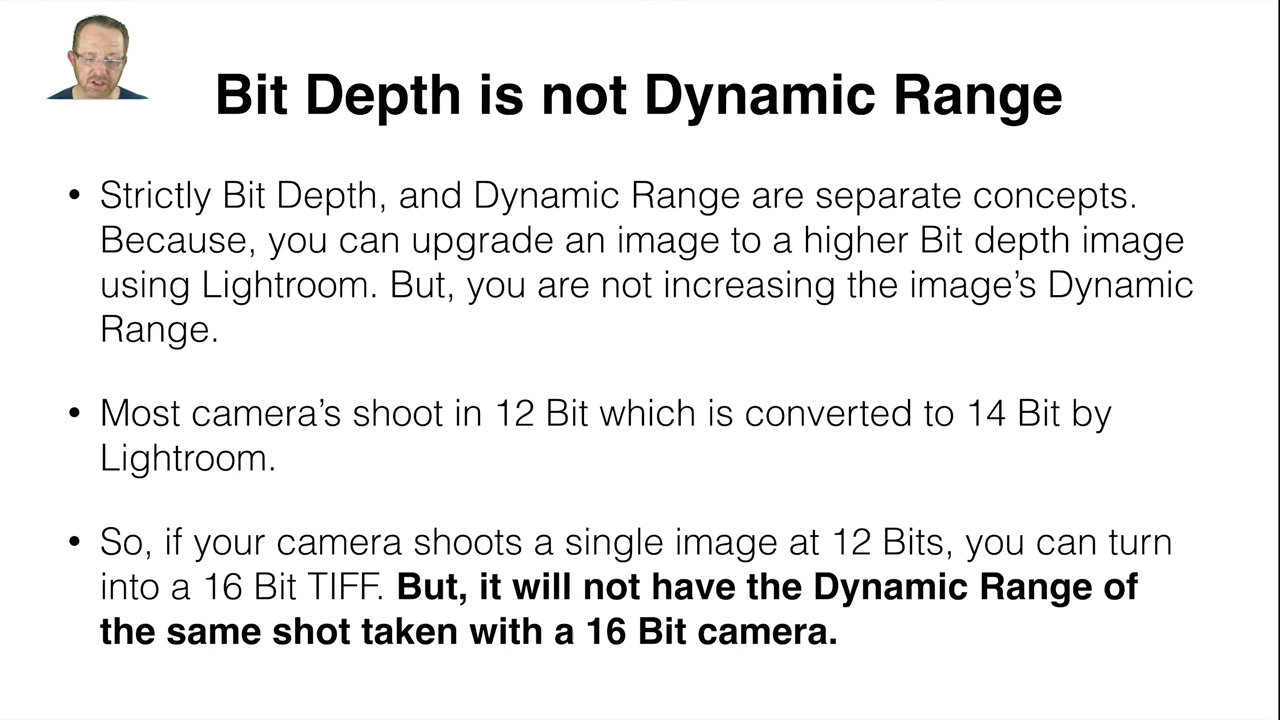 Bit Depth is not Dynamic Range
• Strictly Bit Depth, and Dynamic Range are separate concepts.
Because, you can upgrade an image to a higher Bit depth image
using Lightroom. But, you are not increasing the image’s Dynamic
Range.
• Most camera’s shoot in 12 Bit which is converted to 14 Bit by
Lightroom.
• So, if your camera shoots a single image at 12 Bits, you can turn
into a 16 Bit TIFF. But, it will not have the Dynamic Range of
the same shot taken with a 16 Bit camera.